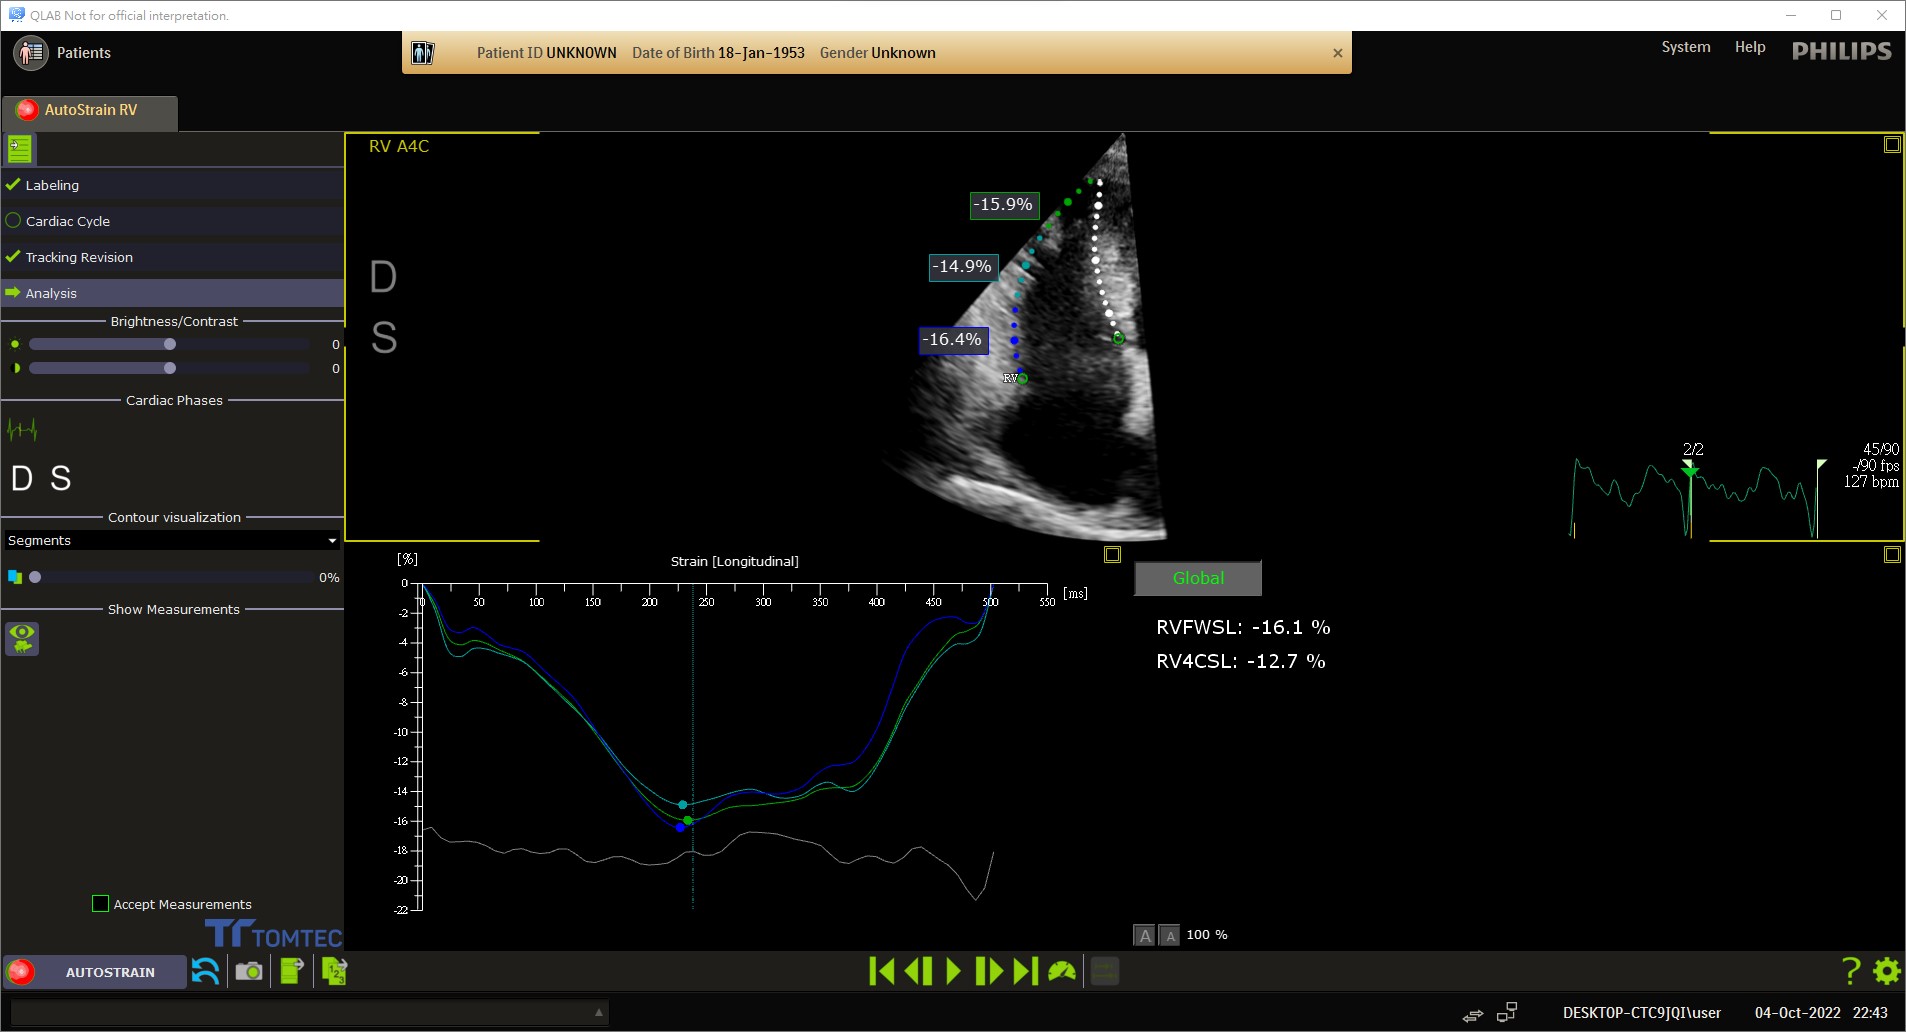 QLAB Not for official interpretation.
Patients
Patient ID UNKNOWN Date of Birth 18-Jan-1953 Gender Unknown
System Help PHILIPS
AutoStrain RV
Labeling
Cardiac Cycle
Tracking Revision
Analysis
Brightness/Contrast
0
0
Cardiac Phases
D S
Contour visualization
Segments
0%
Show Measurements
Accept Measurements
TOMTEC
RV A4C
D
S
-15.9%
-14.9%
-16.4%
RV
2/2
45/90
-/90 fps
127 bpm
[%]
Strain [Longitudinal]
0 50 100 150 200 250 300 350 400 450 500 550 [ms]
0
-2
-4
-6
-8
-10
-12
-14
-16
-18
-20
-22
Global
RVFWSL: -16.1 %
RV4CSL: -12.7 %
A A 100 %
AUTOSTRAIN
123
?
DESKTOP-CTC9JQI\user 04-Oct-2022 22:43